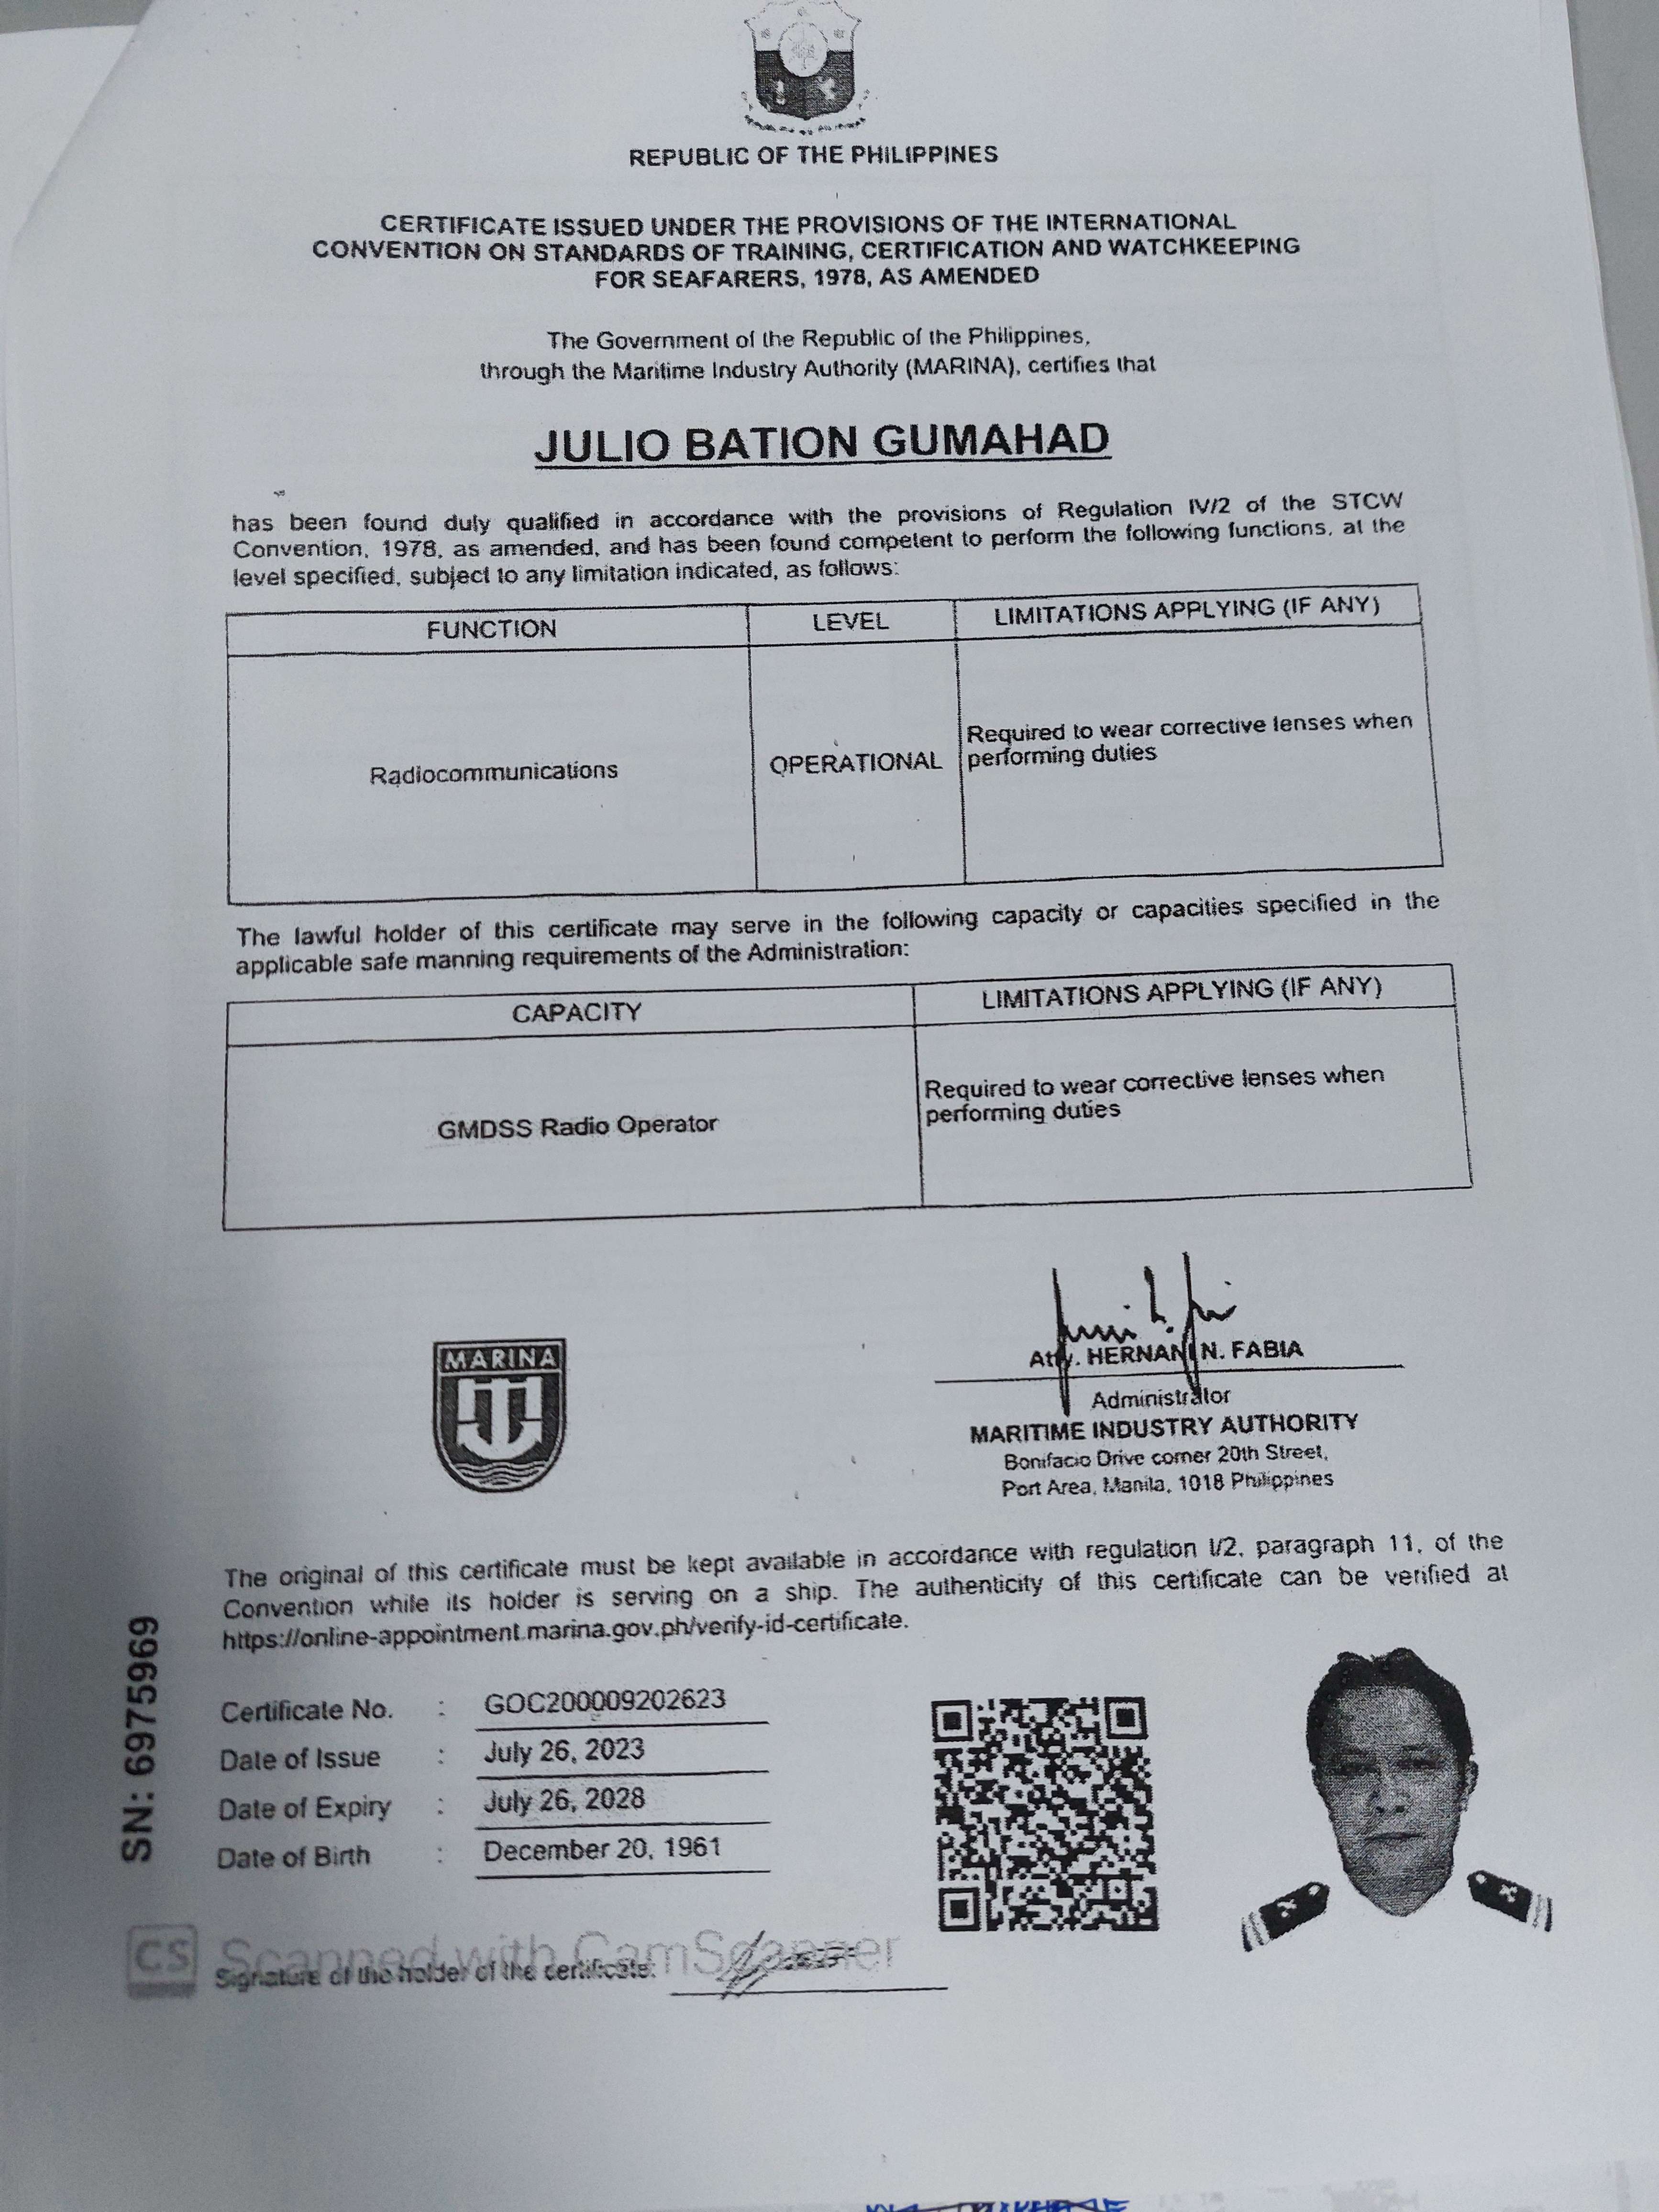 REPUBLIC OF THE PHILIPPINES
CERTIFICATE ISSUED UNDER THE PROVISIONS OF THE INTERNATIONAL
CONVENTION ON STANDARDS OF TRAINING, CERTIFICATION AND WATCHKEEPING
FOR SEAFARERS, 1978, AS AMENDED
The Government of the Republic of the Philippines,
through the Maritime Industry Authority (MARINA), certifies that
JULIO BATION GUMAHAD
has been found duly qualified in accordance with the provisions of Regulation IV/2 of the STCW
Convention, 1978, as amended, and has been found competent to perform the following functions, at the
level specified, subject to any limitation indicated, as follows:
FUNCTION LEVEL LIMITATIONS APPLYING (IF ANY)
Radiocommunications OPERATIONAL Required to wear corrective lenses when
performing duties
The lawful holder of this certificate may serve in the following capacity or capacities specified in the
applicable safe manning requirements of the Administration:
CAPACITY LIMITATIONS APPLYING (IF ANY)
GMDSS Radio Operator Required to wear corrective lenses when
performing duties
MARINA
Atty. HERNANI N. FABIA
Administrator
MARITIME INDUSTRY AUTHORITY
Bonifacio Drive corner 20th Street,
Port Area, Manila, 1018 Philippines
The original of this certificate must be kept available in accordance with regulation I/2, paragraph 11, of the
Convention while its holder is serving on a ship. The authenticity of this certificate can be verified at
https://online-appointment.marina.gov.ph/verify-id-certificate.
SN: 6975969
Certificate No. : GOC200009202623
Date of Issue : July 26, 2023
Date of Expiry : July 26, 2028
Date of Birth : December 20, 1961
CS Scanned with CamScanner
Signature of the holder of the certificate: